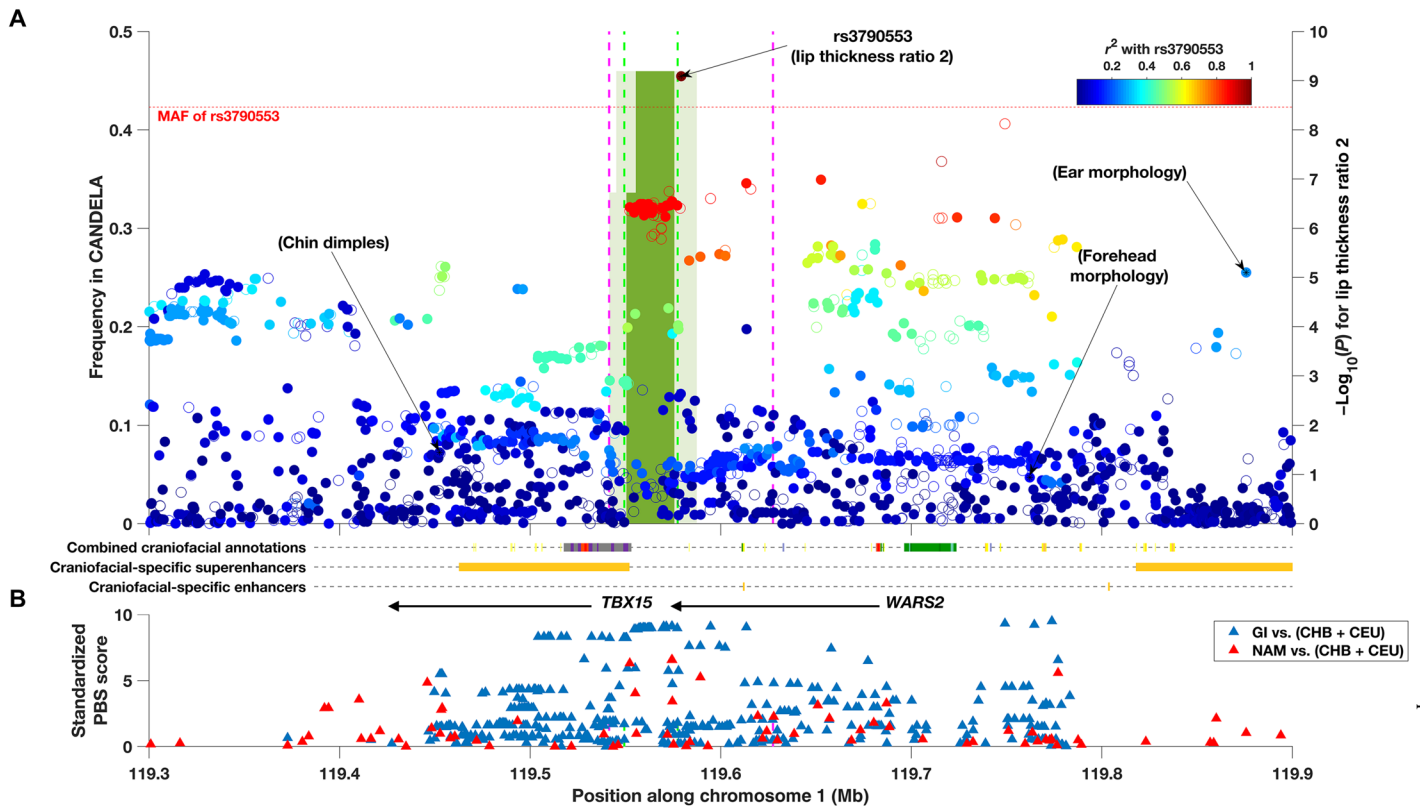 A
rs3790553
(lip thickness ratio 2)
r² with rs3790553
0.2 0.4 0.6 0.8 1
MAF of rs3790553
(Ear morphology)
(Chin dimples)
(Forehead
morphology)
Frequency in CANDELA
0.5
0.4
0.3
0.2
0.1
0
10
9
8
7
6
5
4
3
2
1
0
–Log₁₀(P) for lip thickness ratio 2
Combined craniofacial annotations
Craniofacial-specific superenhancers
Craniofacial-specific enhancers
B
TBX15 WARS2
Standardized
PBS score
10
5
0
GI vs. (CHB + CEU)
NAM vs. (CHB + CEU)
119.3 119.4 119.5 119.6 119.7 119.8 119.9
Position along chromosome 1 (Mb)